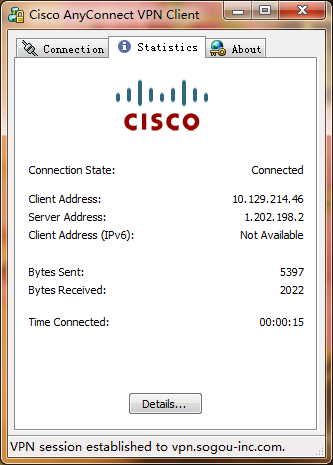 Cisco AnyConnect VPN Client
Connection Statistics About
CISCO
Connection State: Connected
Client Address: 10.129.214.46
Server Address: 1.202.198.2
Client Address (IPv6): Not Available
Bytes Sent: 5397
Bytes Received: 2022
Time Connected: 00:00:15
Details...
VPN session established to vpn.sogou-inc.com.